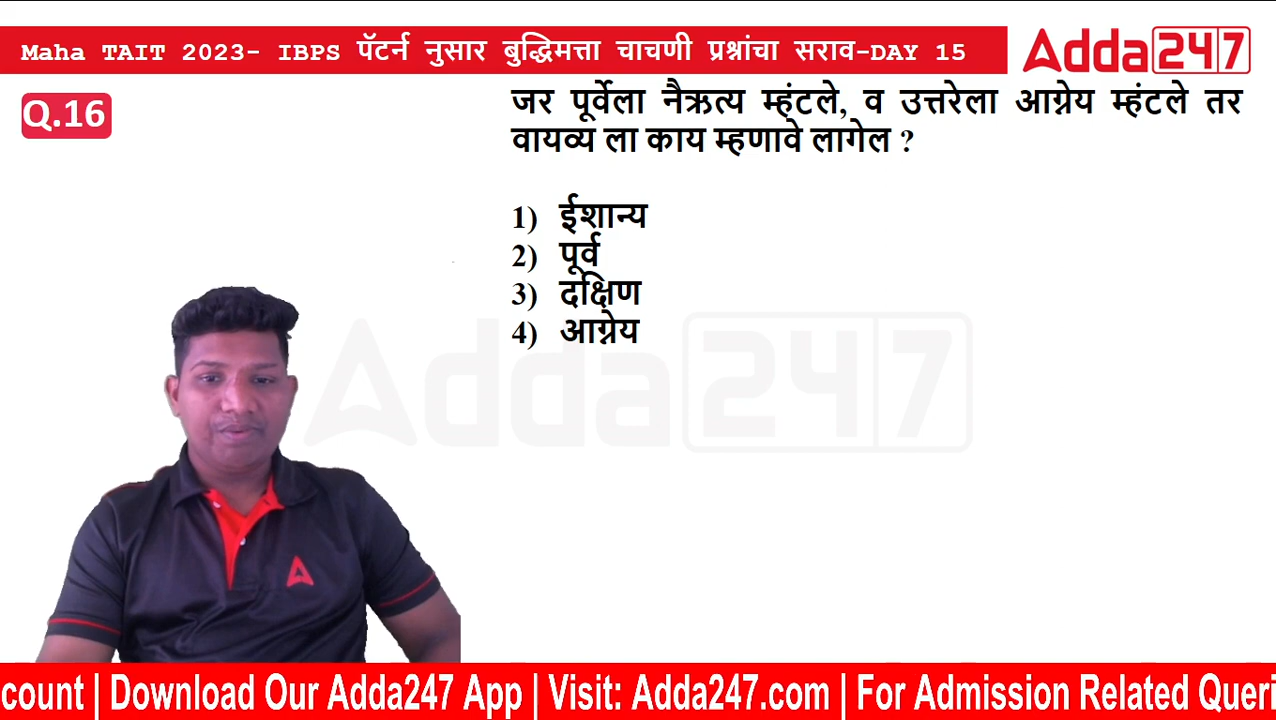 Maha TAIT 2023- IBPS पॅटर्न नुसार बुद्धिमत्ता चाचणी प्रश्नांचा सराव-DAY 15
Adda247
Q.16
जर पूर्वेला नैऋत्य म्हंटले, व उत्तरेला आग्नेय म्हंटले तर
वायव्य ला काय म्हणावे लागेल ?
1) ईशान्य
2) पूर्व
3) दक्षिण
4) आग्नेय
Adda247
count | Download Our Adda247 App | Visit: Adda247.com | For Admission Related Queri